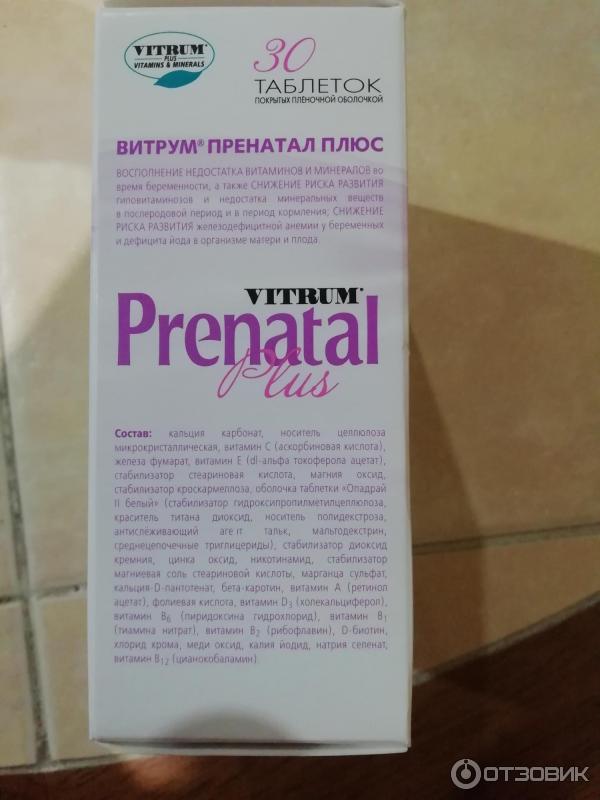 VITRUM®
PLUS
VITAMINS & MINERALS
30
ТАБЛЕТОК
ПОКРЫТЫХ ПЛЁНОЧНОЙ ОБОЛОЧКОЙ
ВИТРУМ® ПРЕНАТАЛ ПЛЮС
ВОСПОЛНЕНИЕ НЕДОСТАТКА ВИТАМИНОВ И МИНЕРАЛОВ во
время беременности, а также СНИЖЕНИЕ РИСКА РАЗВИТИЯ
гиповитаминозов и недостатка минеральных веществ
в послеродовой период и в период кормления; СНИЖЕНИЕ
РИСКА РАЗВИТИЯ железодефицитной анемии у беременных
и дефицита йода в организме матери и плода.
VITRUM®
Prenatal
Plus
Состав: кальция карбонат, носитель целлюлоза
микрокристаллическая, витамин С (аскорбиновая кислота),
железа фумарат, витамин Е (dl-альфа токоферола ацетат),
стабилизатор стеариновая кислота, магния оксид,
стабилизатор кроскармеллоза, оболочка таблетки «Опадрай
II белый» (стабилизатор гидроксипропилметилцеллюлоза,
краситель титана диоксид, носитель полидекстроза,
антислёживающий агент тальк, мальтодекстрин,
среднецепочечные триглицериды), стабилизатор диоксид
кремния, цинка оксид, никотинамид, стабилизатор
магниевая соль стеариновой кислоты, марганца сульфат,
кальция-D-пантотенат, бета-каротин, витамин А (ретинол
ацетат), фолиевая кислота, витамин D3 (холекальциферол),
витамин В6 (пиридоксина гидрохлорид), витамин В1
(тиамина нитрат), витамин В2 (рибофлавин), D-биотин,
хлорид хрома, меди оксид, калия йодид, натрия селенат,
витамин В12 (цианокобаламин).
ОТЗОВИК